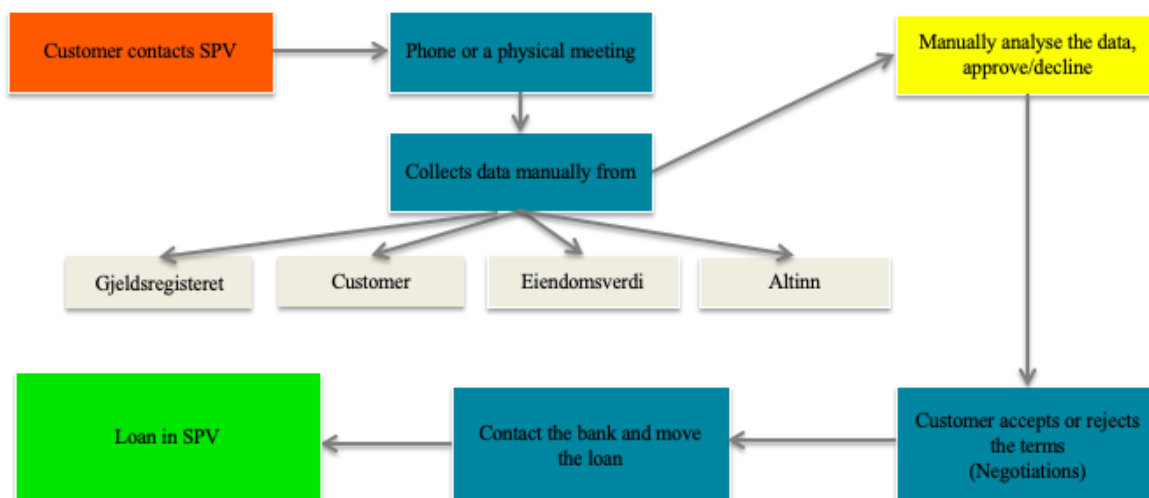 Customer contacts SPV
Phone or a physical meeting
Manually analyse the data,
approve/decline
Collects data manually from
Gjeldsregisteret
Customer
Eiendomsverdi
Altinn
Customer accepts or rejects
the terms
(Negotiations)
Contact the bank and move
the loan
Loan in SPV